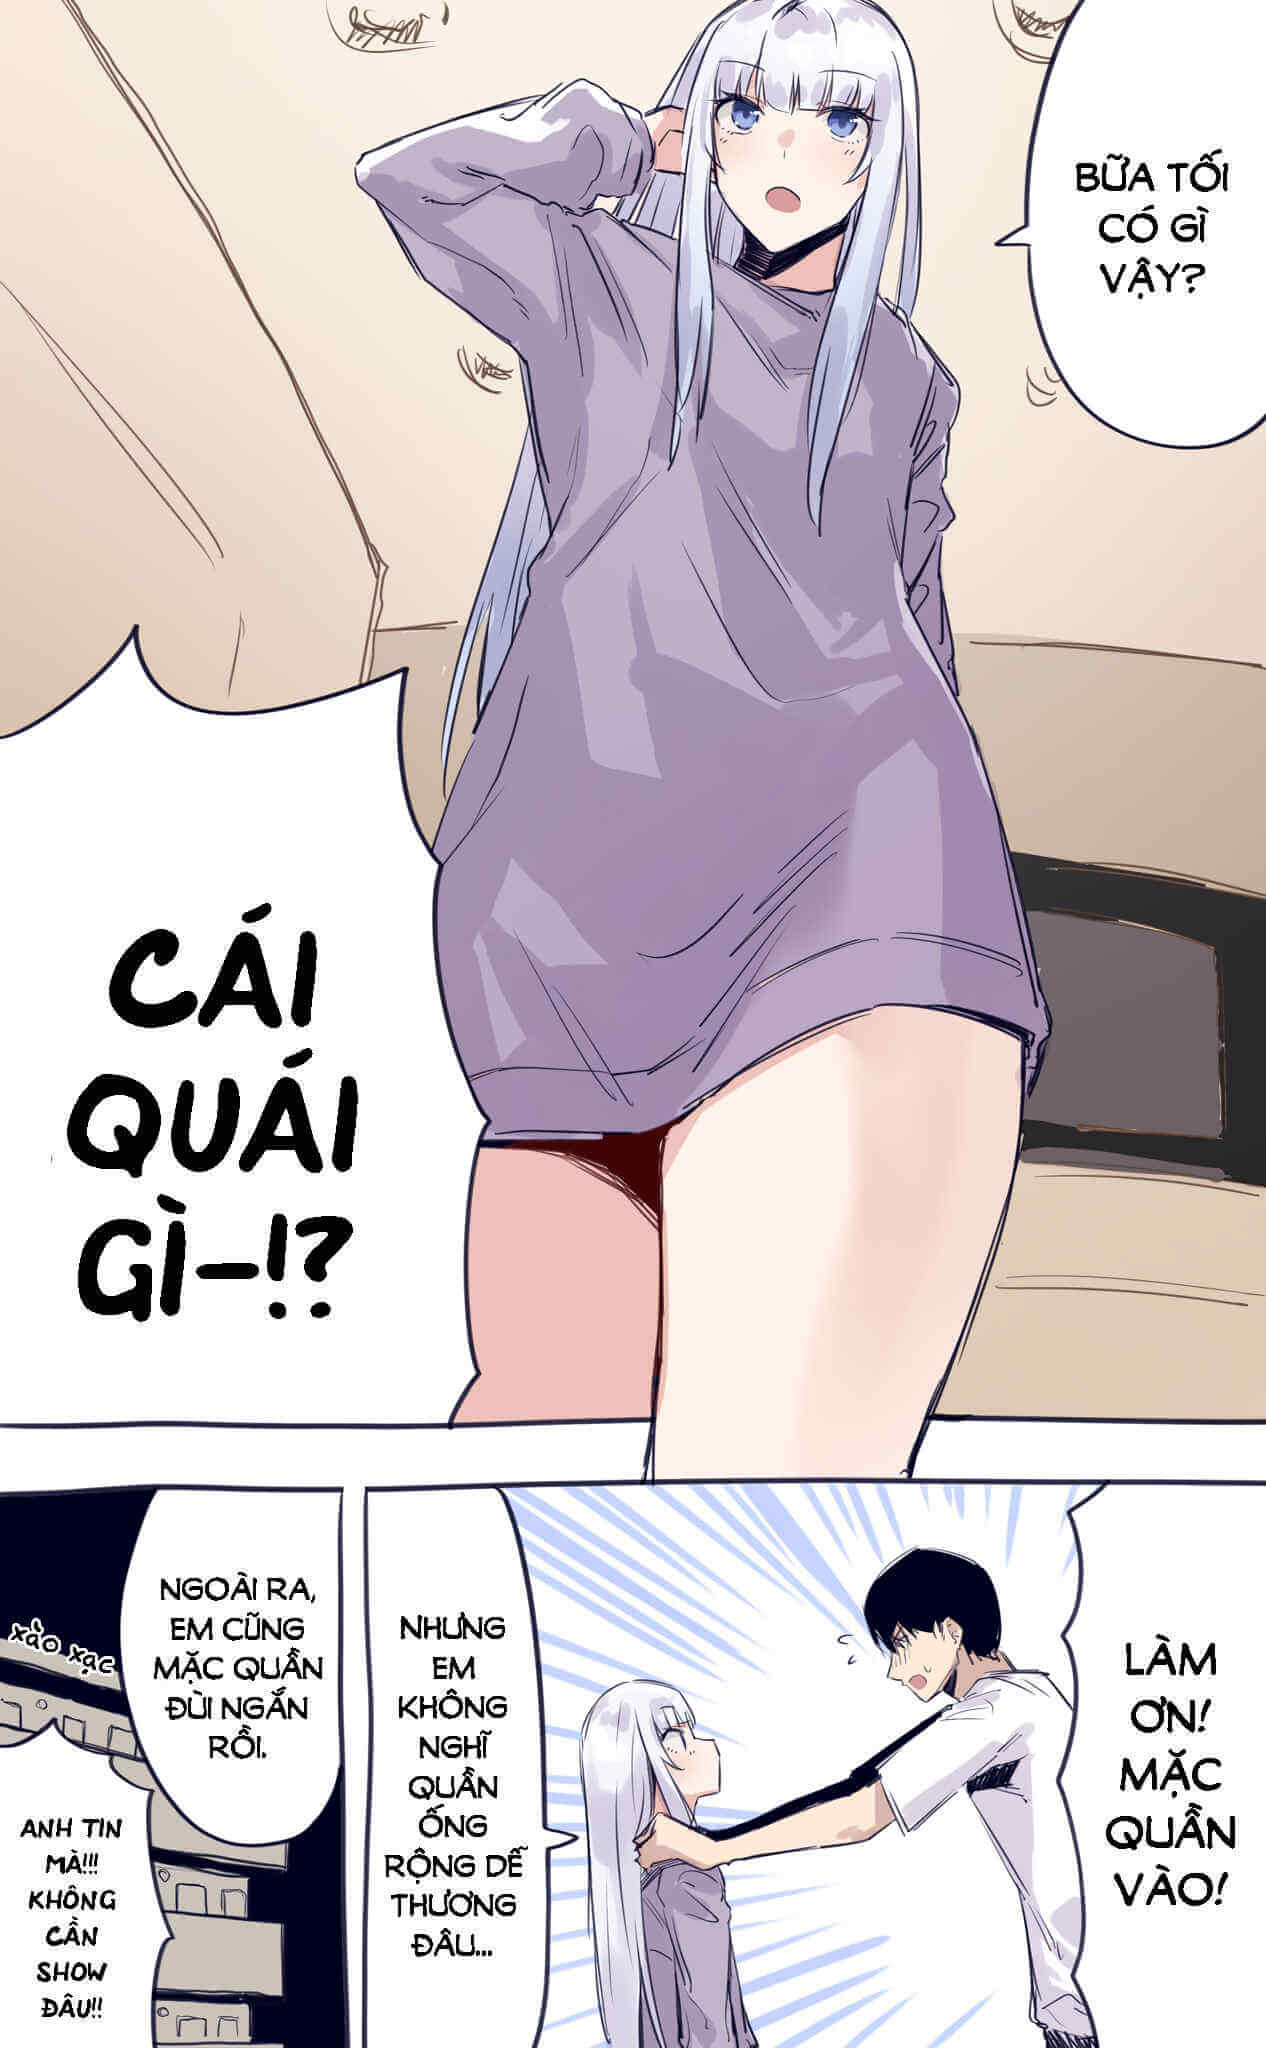 BỮA TỐI
CÓ GÌ
VẬY?
CÁI
QUÁI
GÌ-!?
LÀM
ƠN!
MẶC
QUẦN
VÀO!
NHƯNG
EM
KHÔNG
NGHĨ
QUẦN
ỐNG
RỘNG DỄ
THƯƠNG
ĐÂU...
NGOÀI RA,
EM CŨNG
MẶC QUẦN
ĐÙI NGẮN
RỒI.
xào xạc
ANH TIN
MÀ!!!
KHÔNG
CẦN
SHOW
ĐÂU!!